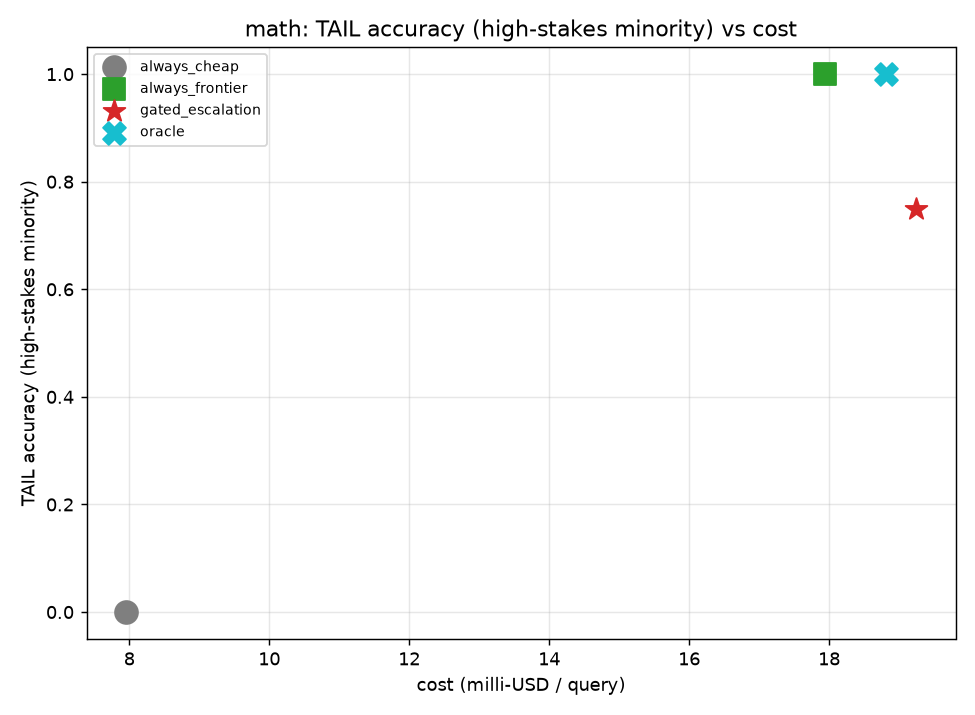 math: TAIL accuracy (high-stakes minority) vs cost
always_cheap
always_frontier
gated_escalation
oracle
TAIL accuracy (high-stakes minority)
1.0
0.8
0.6
0.4
0.2
0.0
8 10 12 14 16 18
cost (milli-USD / query)